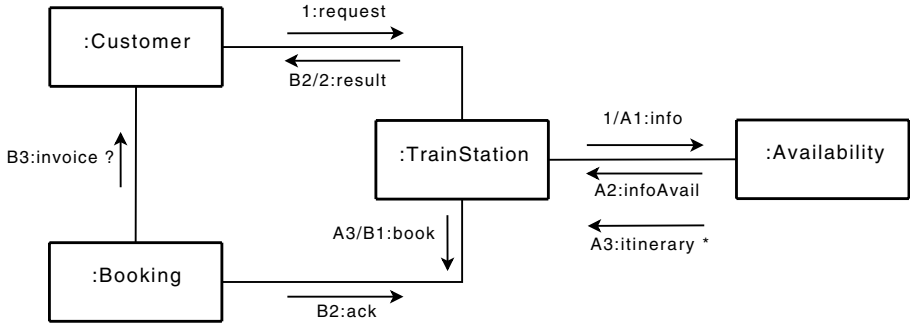 1:request
:Customer
B2/2:result
1/A1:info
B3:invoice ?
:TrainStation
:Availability
A2:infoAvail
A3/B1:book
A3:itinerary *
:Booking
B2:ack